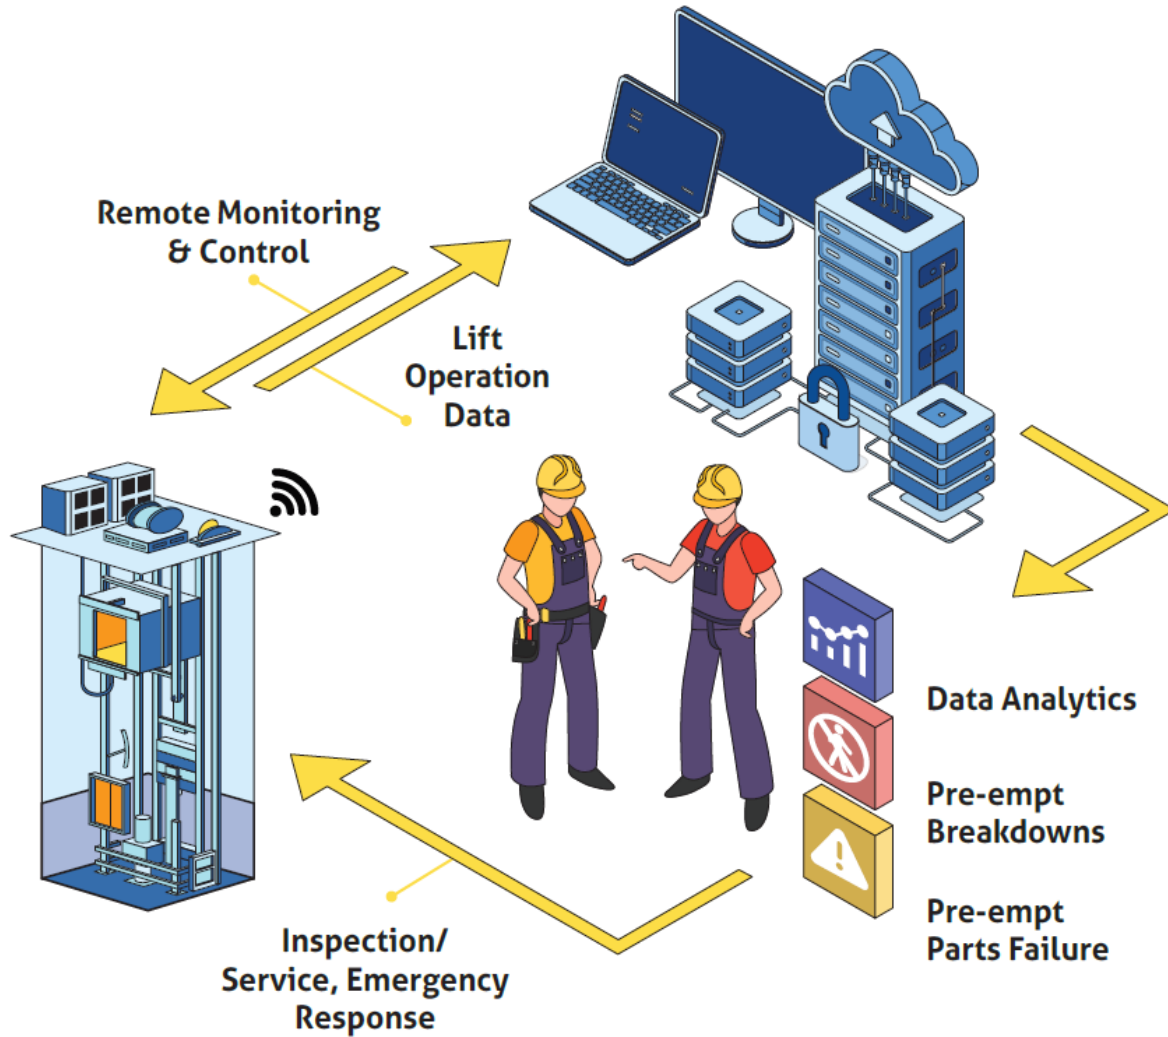 Remote Monitoring
& Control
Lift
Operation
Data
Data Analytics
Pre-empt
Breakdowns
Pre-empt
Parts Failure
Inspection/
Service, Emergency
Response